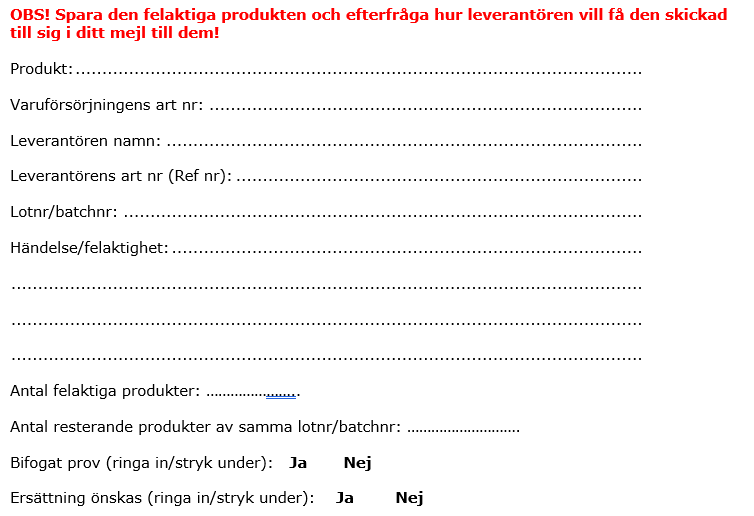 OBS! Spara den felaktiga produkten och efterfråga hur leverantören vill få den skickad
till sig i ditt mejl till dem!
Produkt: ..........................................................................................................
Varuförsörjningens art nr: .................................................................................
Leverantören namn: .........................................................................................
Leverantörens art nr (Ref nr): ............................................................................
Lotnr/batchnr: .................................................................................................
Händelse/felaktighet: ........................................................................................
......................................................................................................................
......................................................................................................................
......................................................................................................................
Antal felaktiga produkter: …………………….
Antal resterande produkter av samma lotnr/batchnr: ……………………….
Bifogat prov (ringa in/stryk under): Ja Nej
Ersättning önskas (ringa in/stryk under): Ja Nej